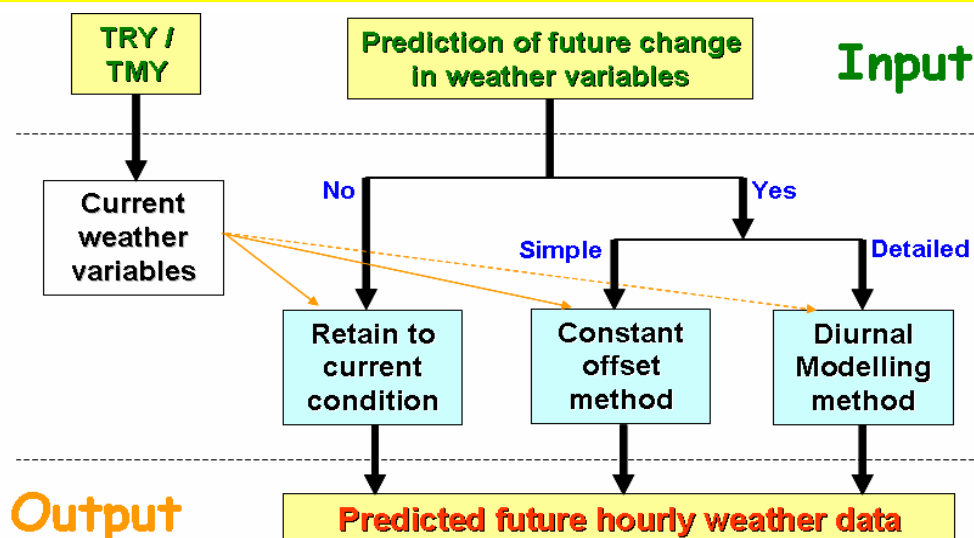 TRY /
TMY
Prediction of future change
in weather variables
Input
No
Yes
Current
weather
variables
Simple
Detailed
Retain to
current
condition
Constant
offset
method
Diurnal
Modelling
method
Output
Predicted future hourly weather data